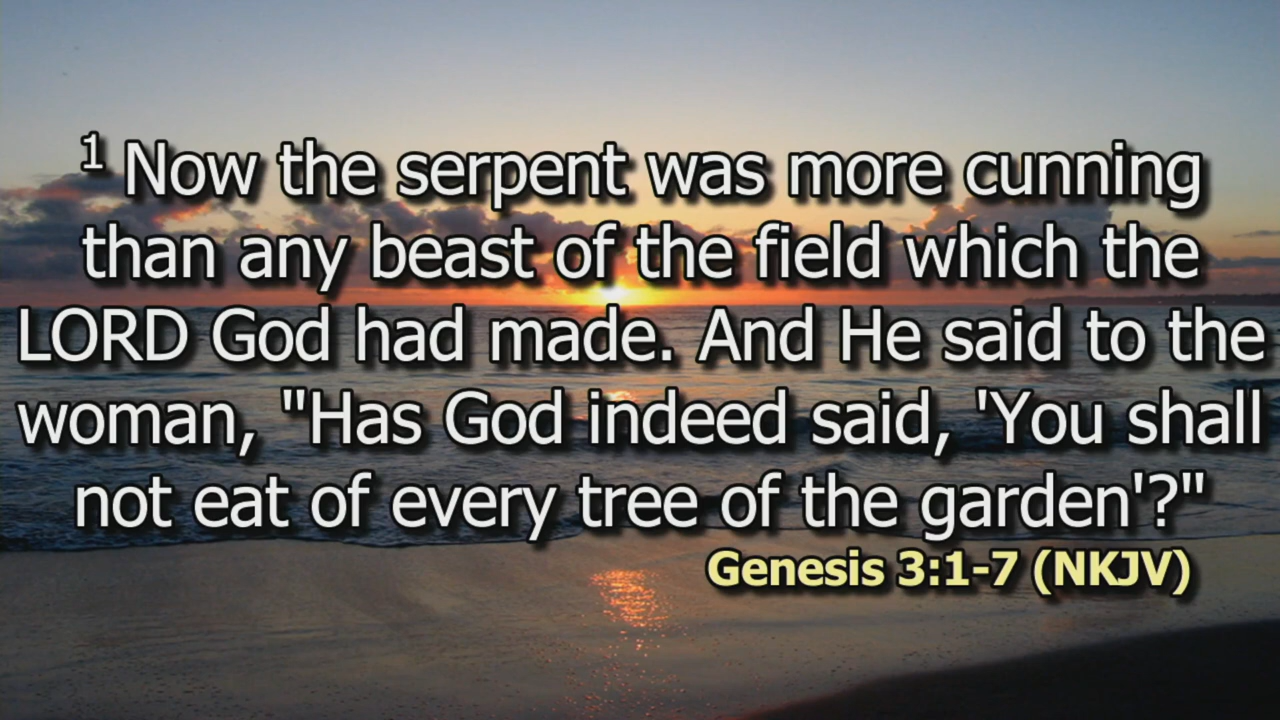 1 Now the serpent was more cunning
than any beast of the field which the
LORD God had made. And He said to the
woman, "Has God indeed said, 'You shall
not eat of every tree of the garden'?"
Genesis 3:1-7 (NKJV)